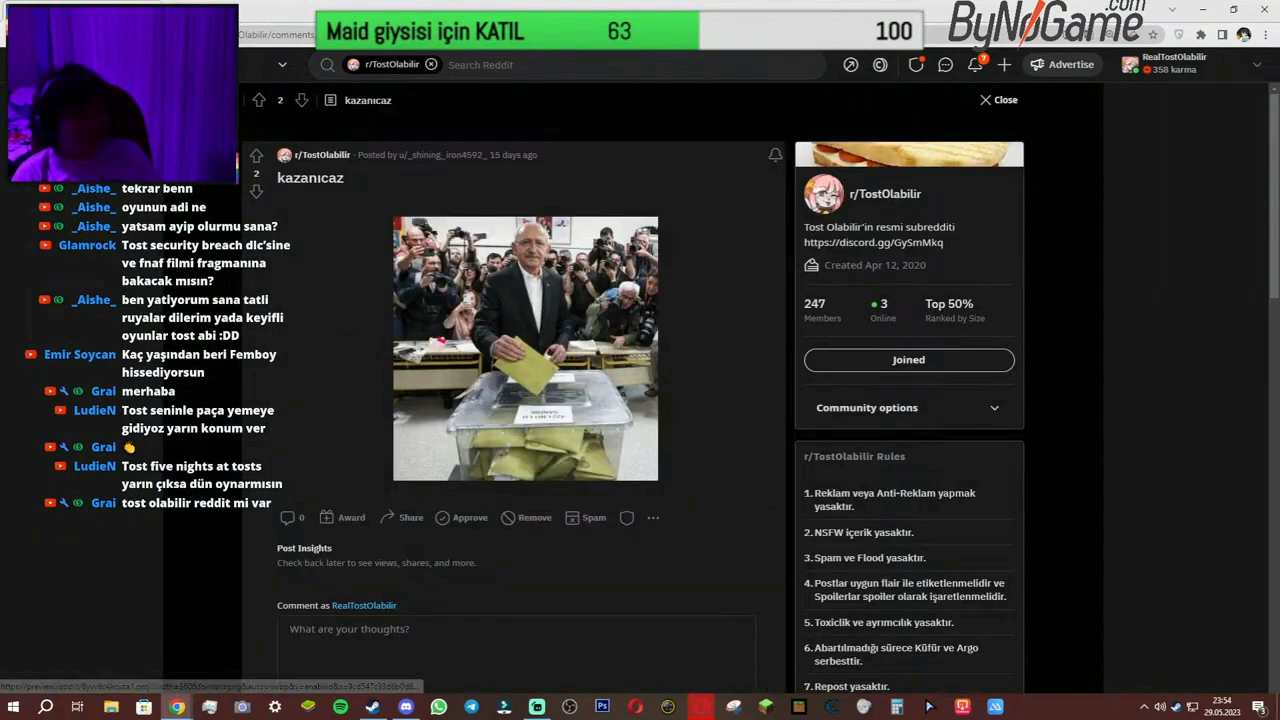 Maid giysisi için KATIL 63 100
ByNoGame
.com
Olabilir/comments,
r/TostOlabilir Search Reddit
7
Advertise
RealTostOlabilir
358 karma
2 kazanıcaz
Close
r/TostOlabilir · Posted by u/_shining_iron4592_ 15 days ago
2
kazanıcaz
_Aishe_ tekrar benn
_Aishe_ oyunun adi ne
_Aishe_ yatsam ayip olurmu sana?
Glamrock Tost security breach dlc’sine
ve fnaf filmi fragmanına
bakacak mısın?
_Aishe_ ben yatiyorum sana tatli
ruyalar dilerim yada keyifli
oyunlar tost abi :DD
Emir Soycan Kaç yaşından beri Femboy
hissediyorsun
Grai merhaba
LudieN Tost seninle paça yemeye
gidiyoz yarın konum ver
Grai 👏
LudieN Tost five nights at tosts
yarın çıksa dün oynarmısın
Grai tost olabilir reddit mi var
0 Award Share Approve Remove Spam
Post Insights
Check back later to see views, shares, and more.
Comment as RealTostOlabilir
What are your thoughts?
r/TostOlabilir
Tost Olabilir'in resmi subredditi
https://discord.gg/GySmMkq
Created Apr 12, 2020
247 3 Top 50%
Members Online Ranked by Size
Joined
Community options
r/TostOlabilir Rules
1. Reklam veya Anti-Reklam yapmak
yasaktır.
2. NSFW içerik yasaktır.
3. Spam ve Flood yasaktır.
4. Postlar uygun flair ile etiketlenmelidir ve
Spoilerlar spoiler olarak işaretlenmelidir.
5. Toxiclik ve ayrımcılık yasaktır.
6. Abartılmadığı sürece Küfür ve Argo
serbesttir.
7. Repost yasaktır.
23:54
29.05.2023